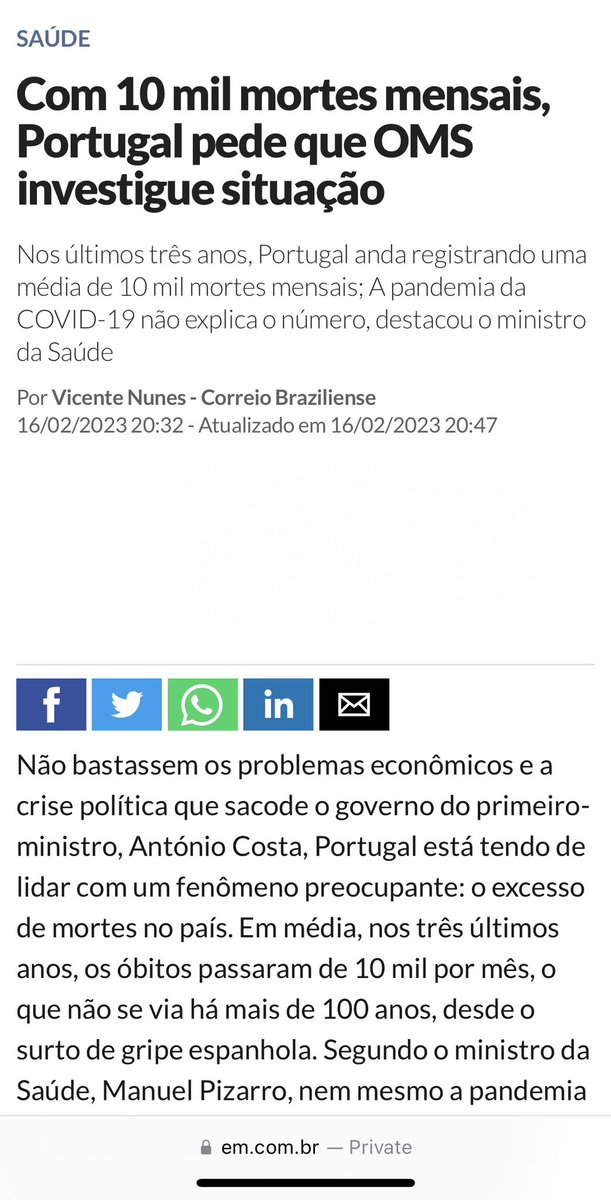 SAÚDE
Com 10 mil mortes mensais,
Portugal pede que OMS
investigue situação
Nos últimos três anos, Portugal anda registrando uma
média de 10 mil mortes mensais; A pandemia da
COVID-19 não explica o número, destacou o ministro
da Saúde
Por Vicente Nunes - Correio Braziliense
16/02/2023 20:32 - Atualizado em 16/02/2023 20:47
Não bastassem os problemas econômicos e a
crise política que sacode o governo do primeiro-
ministro, António Costa, Portugal está tendo de
lidar com um fenômeno preocupante: o excesso
de mortes no país. Em média, nos três últimos
anos, os óbitos passaram de 10 mil por mês, o
que não se via há mais de 100 anos, desde o
surto de gripe espanhola. Segundo o ministro da
Saúde, Manuel Pizarro, nem mesmo a pandemia
em.com.br — Private